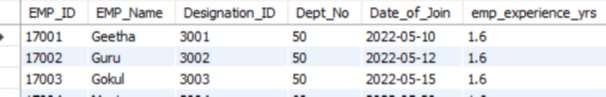 EMP_ID EMP_Name Designation_ID Dept_No Date_of_Join emp_experience_yrs
17001 Geetha 3001 50 2022-05-10 1.6
17002 Guru 3002 50 2022-05-12 1.6
17003 Gokul 3003 50 2022-05-15 1.6